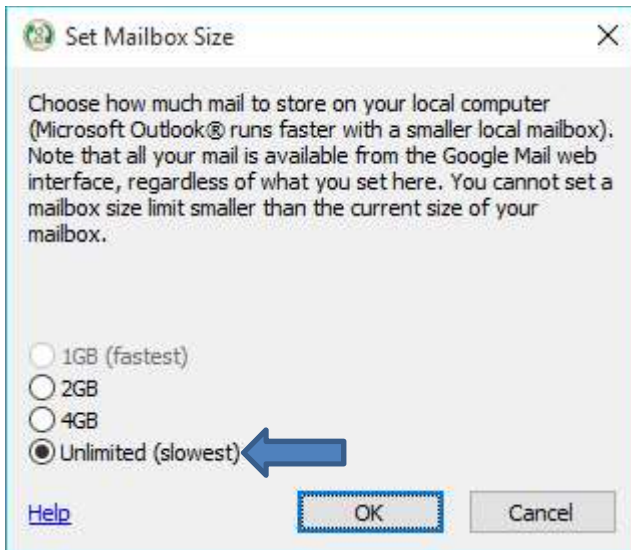 Set Mailbox Size
Choose how much mail to store on your local computer
(Microsoft Outlook® runs faster with a smaller local mailbox).
Note that all your mail is available from the Google Mail web
interface, regardless of what you set here. You cannot set a
mailbox size limit smaller than the current size of your
mailbox.
1GB (fastest)
2GB
4GB
Unlimited (slowest)
Help OK Cancel